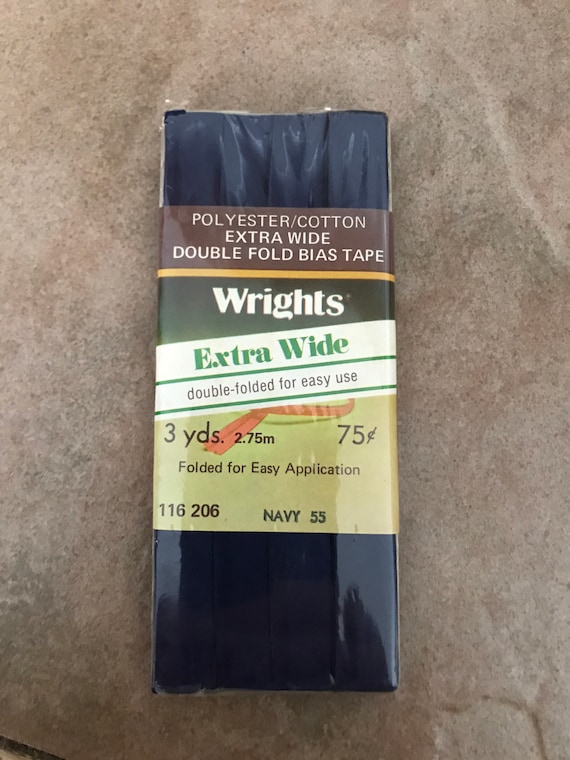 POLYESTER/COTTON
EXTRA WIDE
DOUBLE FOLD BIAS TAPE
Wrights®
Extra Wide
double-folded for easy use
3 yds. 2.75m 75¢
Folded for Easy Application
116 206 NAVY 55